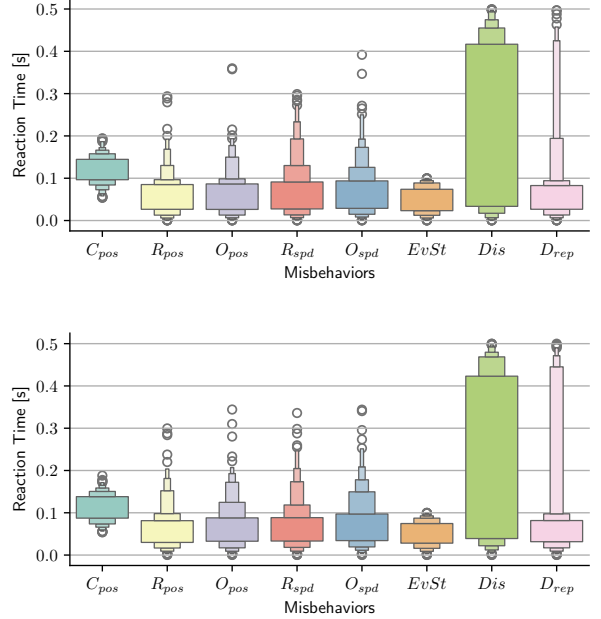 0.5
0.4
0.3
0.2
0.1
0.0
Reaction Time [s]
C_pos R_pos O_pos R_spd O_spd EvSt Dis D_rep
Misbehaviors
0.5
0.4
0.3
0.2
0.1
0.0
Reaction Time [s]
C_pos R_pos O_pos R_spd O_spd EvSt Dis D_rep
Misbehaviors